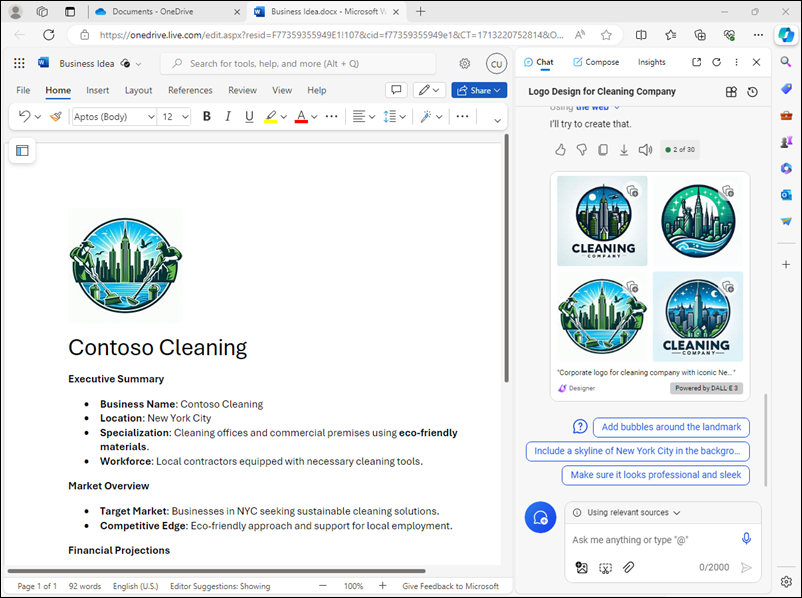 Documents - OneDrive
Business Idea.docx - Microsoft W
https://onedrive.live.com/edit.aspx?resid=F77359355949E1!107&cid=f77359355949e1&CT=1713220752814&O...
Business Idea
Search for tools, help, and more (Alt + Q)
CU
File Home Insert Layout References Review View Help
Share
Aptos (Body) 12 B I U A
Contoso Cleaning
Executive Summary
• Business Name: Contoso Cleaning
• Location: New York City
• Specialization: Cleaning offices and commercial premises using eco-friendly
materials.
• Workforce: Local contractors equipped with necessary cleaning tools.
Market Overview
• Target Market: Businesses in NYC seeking sustainable cleaning solutions.
• Competitive Edge: Eco-friendly approach and support for local employment.
Financial Projections
Page 1 of 1 92 words English (U.S.) Editor Suggestions: Showing 100% Give Feedback to Microsoft
Chat Compose Insights
Logo Design for Cleaning Company
Using the web
I'll try to create that.
2 of 30
CLEANING
COMPANY
CLEANING
COMPANY
"Corporate logo for cleaning company with iconic Ne..."
Designer Powered by DALL·E 3
Add bubbles around the landmark
Include a skyline of New York City in the backgro...
Make sure it looks professional and sleek
Using relevant sources
Ask me anything or type "@"
0/2000